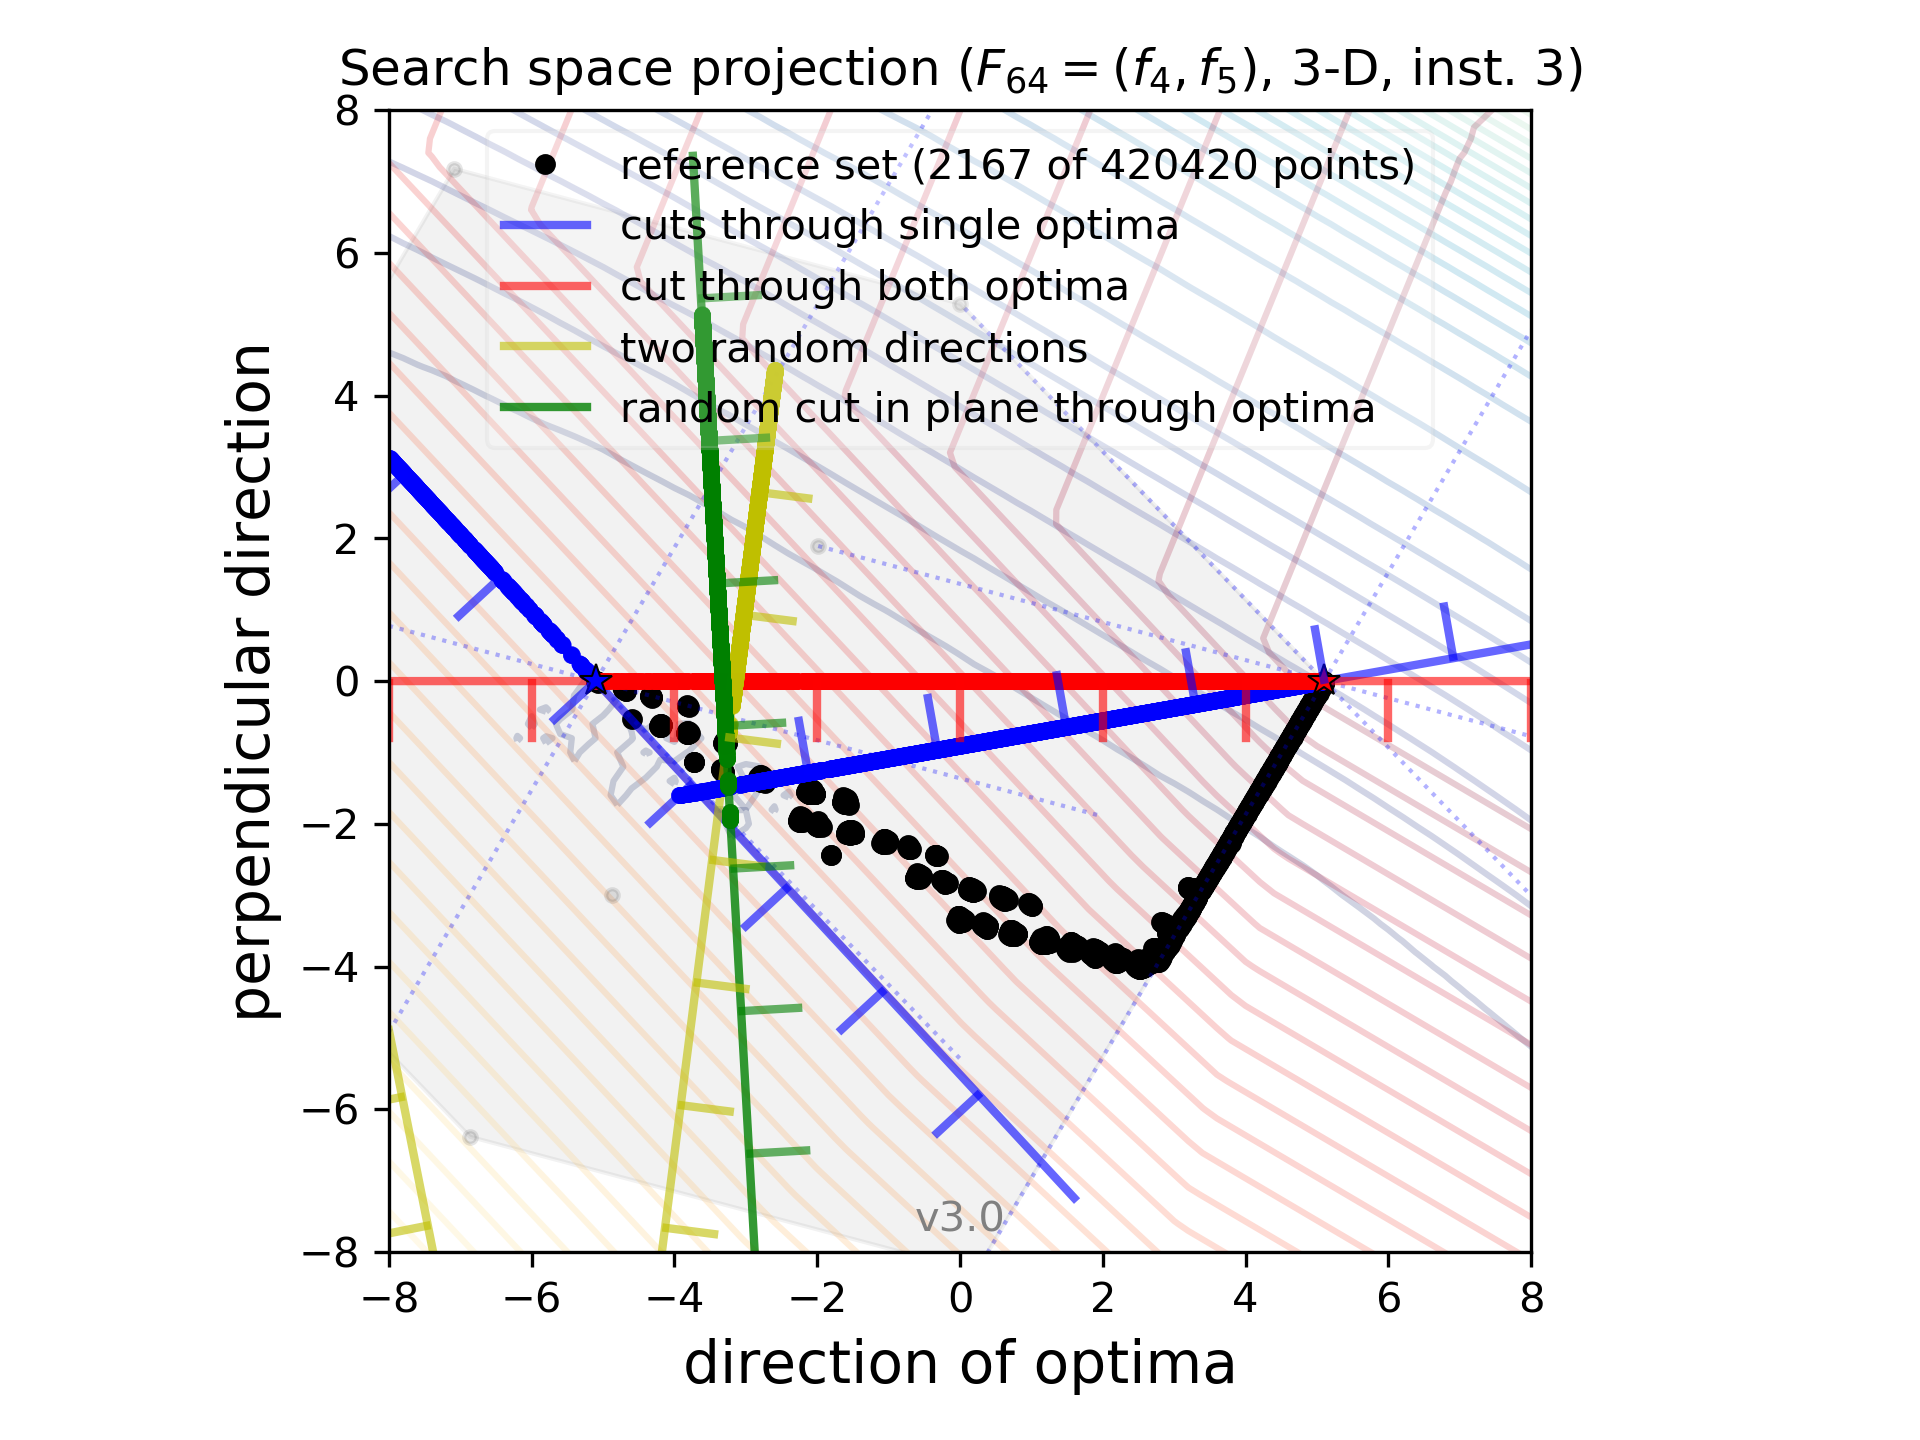 Search space projection (F64 = (f4, f5), 3-D, inst. 3)
reference set (2167 of 420420 points)
cuts through single optima
cut through both optima
two random directions
random cut in plane through optima
perpendicular direction
8
6
4
2
0
−2
−4
−6
−8
v3.0
−8 −6 −4 −2 0 2 4 6 8
direction of optima